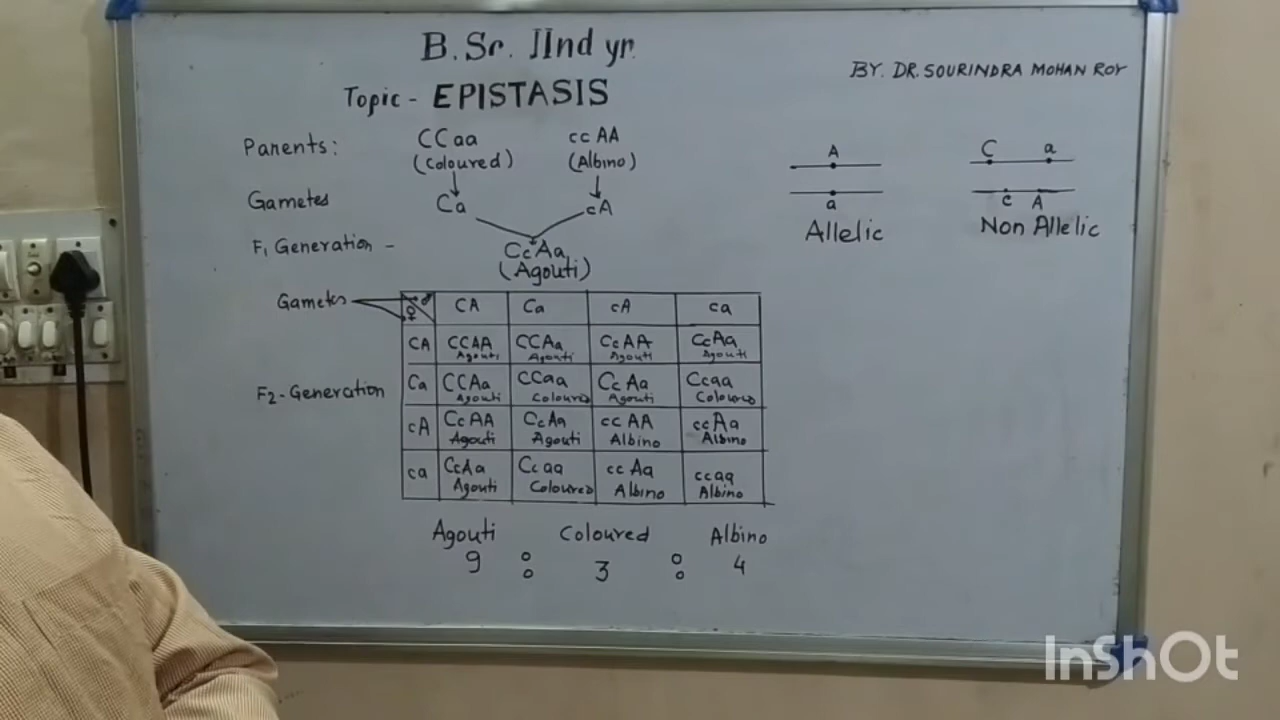 B.Sc. IInd yr.
BY. DR. SOURINDRA MOHAN ROY
Topic - EPISTASIS
Parents: CCaa ccAA
(Coloured) (Albino)
Gametes Ca cA
F1 Generation - CcAa
(Agouti)
A
a
Allelic
C a
c A
Non Allelic
Gametes ♂ CA Ca cA ca
♀
CA CCAA CCAa CcAA CcAa
Agouti Agouti Agouti Agouti
F2-Generation Ca CCAa CCaa CcAa Ccaa
Agouti Coloured Agouti Coloured
cA CcAA CcAa ccAA ccAa
Agouti Agouti Albino Albino
ca CcAa Ccaa ccAa ccaa
Agouti Coloured Albino Albino
Agouti Coloured Albino
9 : 3 : 4
InShOt